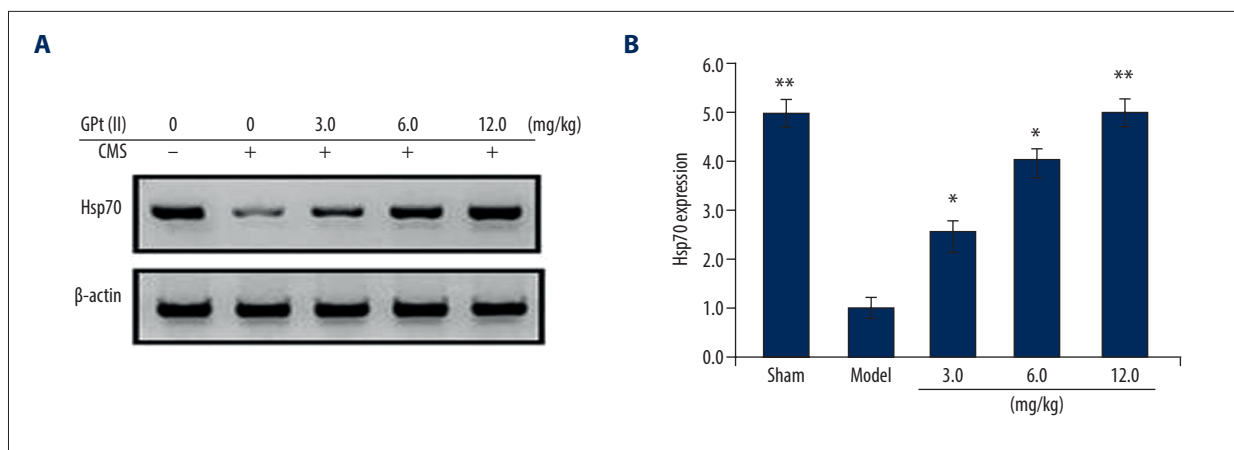 A
GPt (II) 0 0 3.0 6.0 12.0 (mg/kg)
CMS – + + + +
Hsp70
β-actin
B
Hsp70 expression
6.0
5.0
4.0
3.0
2.0
1.0
0.0
** * * **
Sham Model 3.0 6.0 12.0
(mg/kg)